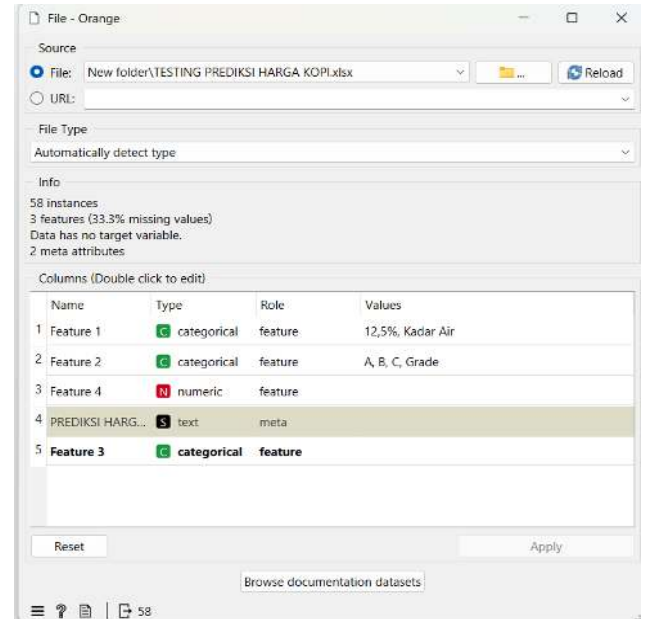 File - Orange
Source
File: New folder\TESTING PREDIKSI HARGA KOPI.xlsx ... Reload
URL:
File Type
Automatically detect type
Info
58 instances
3 features (33.3% missing values)
Data has no target variable.
2 meta attributes
Columns (Double click to edit)
Name Type Role Values
1 Feature 1 C categorical feature 12,5%, Kadar Air
2 Feature 2 C categorical feature A, B, C, Grade
3 Feature 4 N numeric feature
4 PREDIKSI HARG... S text meta
5 Feature 3 C categorical feature
Reset Apply
Browse documentation datasets
? 58